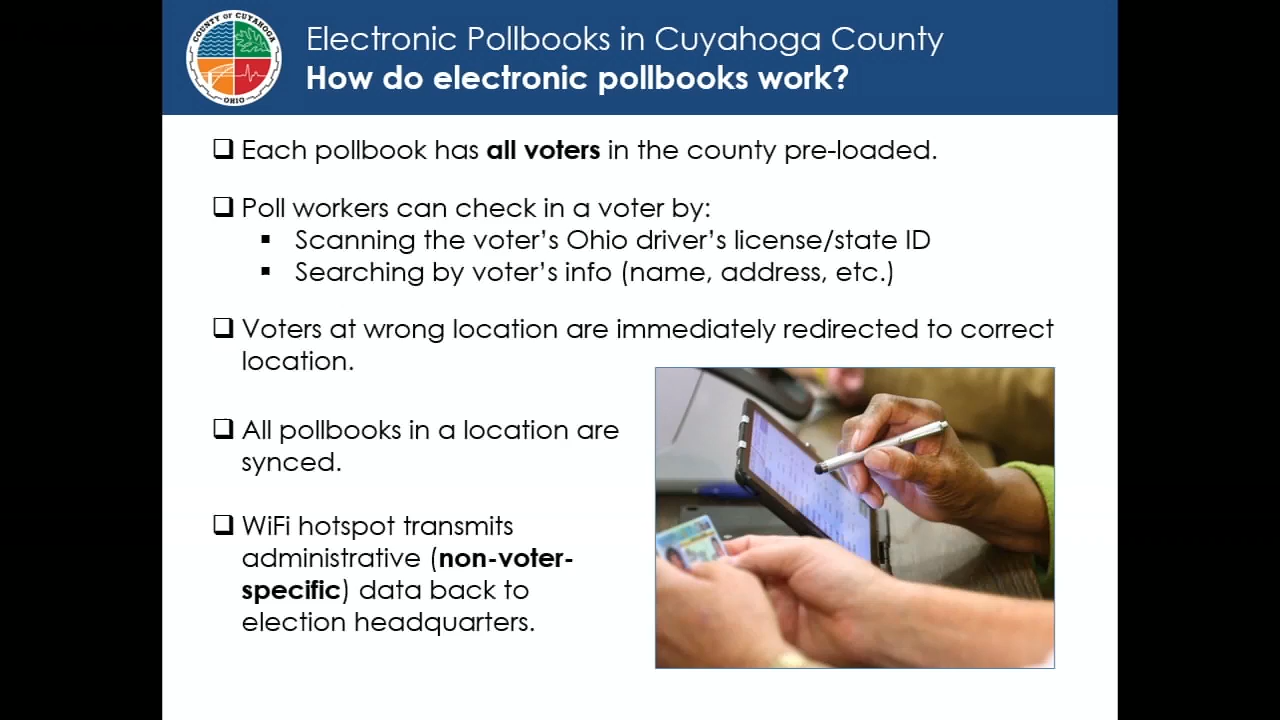 COUNTY OF CUYAHOGA
OHIO
Electronic Pollbooks in Cuyahoga County
How do electronic pollbooks work?
❑ Each pollbook has all voters in the county pre-loaded.
❑ Poll workers can check in a voter by:
▪ Scanning the voter's Ohio driver's license/state ID
▪ Searching by voter's info (name, address, etc.)
❑ Voters at wrong location are immediately redirected to correct
location.
❑ All pollbooks in a location are
synced.
❑ WiFi hotspot transmits
administrative (non-voter-
specific) data back to
election headquarters.